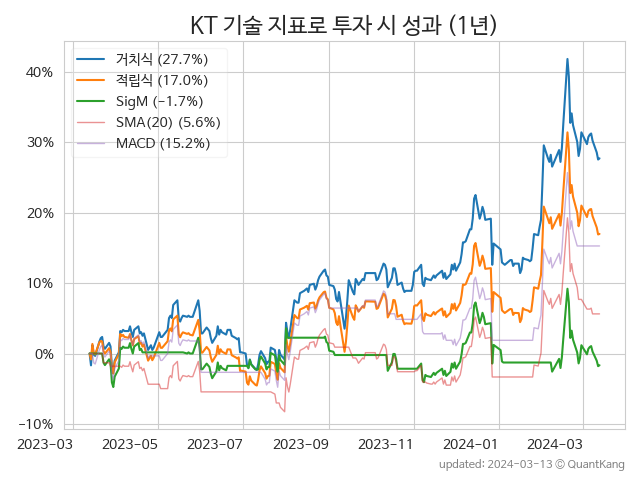 KT 기술 지표로 투자 시 성과 (1년)
거치식 (27.7%)
적립식 (17.0%)
SigM (−1.7%)
SMA(20) (5.6%)
MACD (15.2%)
40%
30%
20%
10%
0%
−10%
2023−03 2023−05 2023−07 2023−09 2023−11 2024−01 2024−03
updated: 2024−03−13 ⓒ QuantKang